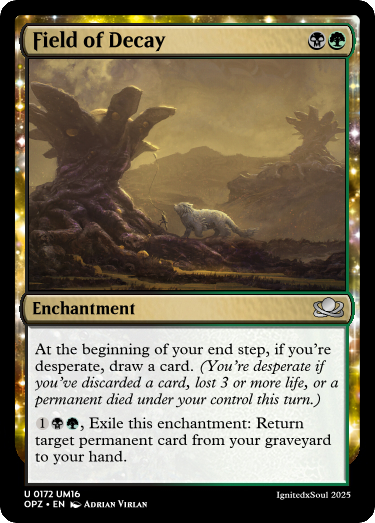 Field of Decay
Enchantment
At the beginning of your end step, if you're
desperate, draw a card. (You're desperate if
you've discarded a card, lost 3 or more life, or a
permanent died under your control this turn.)
1, Exile this enchantment: Return
target permanent card from your graveyard
to your hand.
U 0172 UM16
OPZ • EN Adrian Virlan
IgnitedxSoul 2025